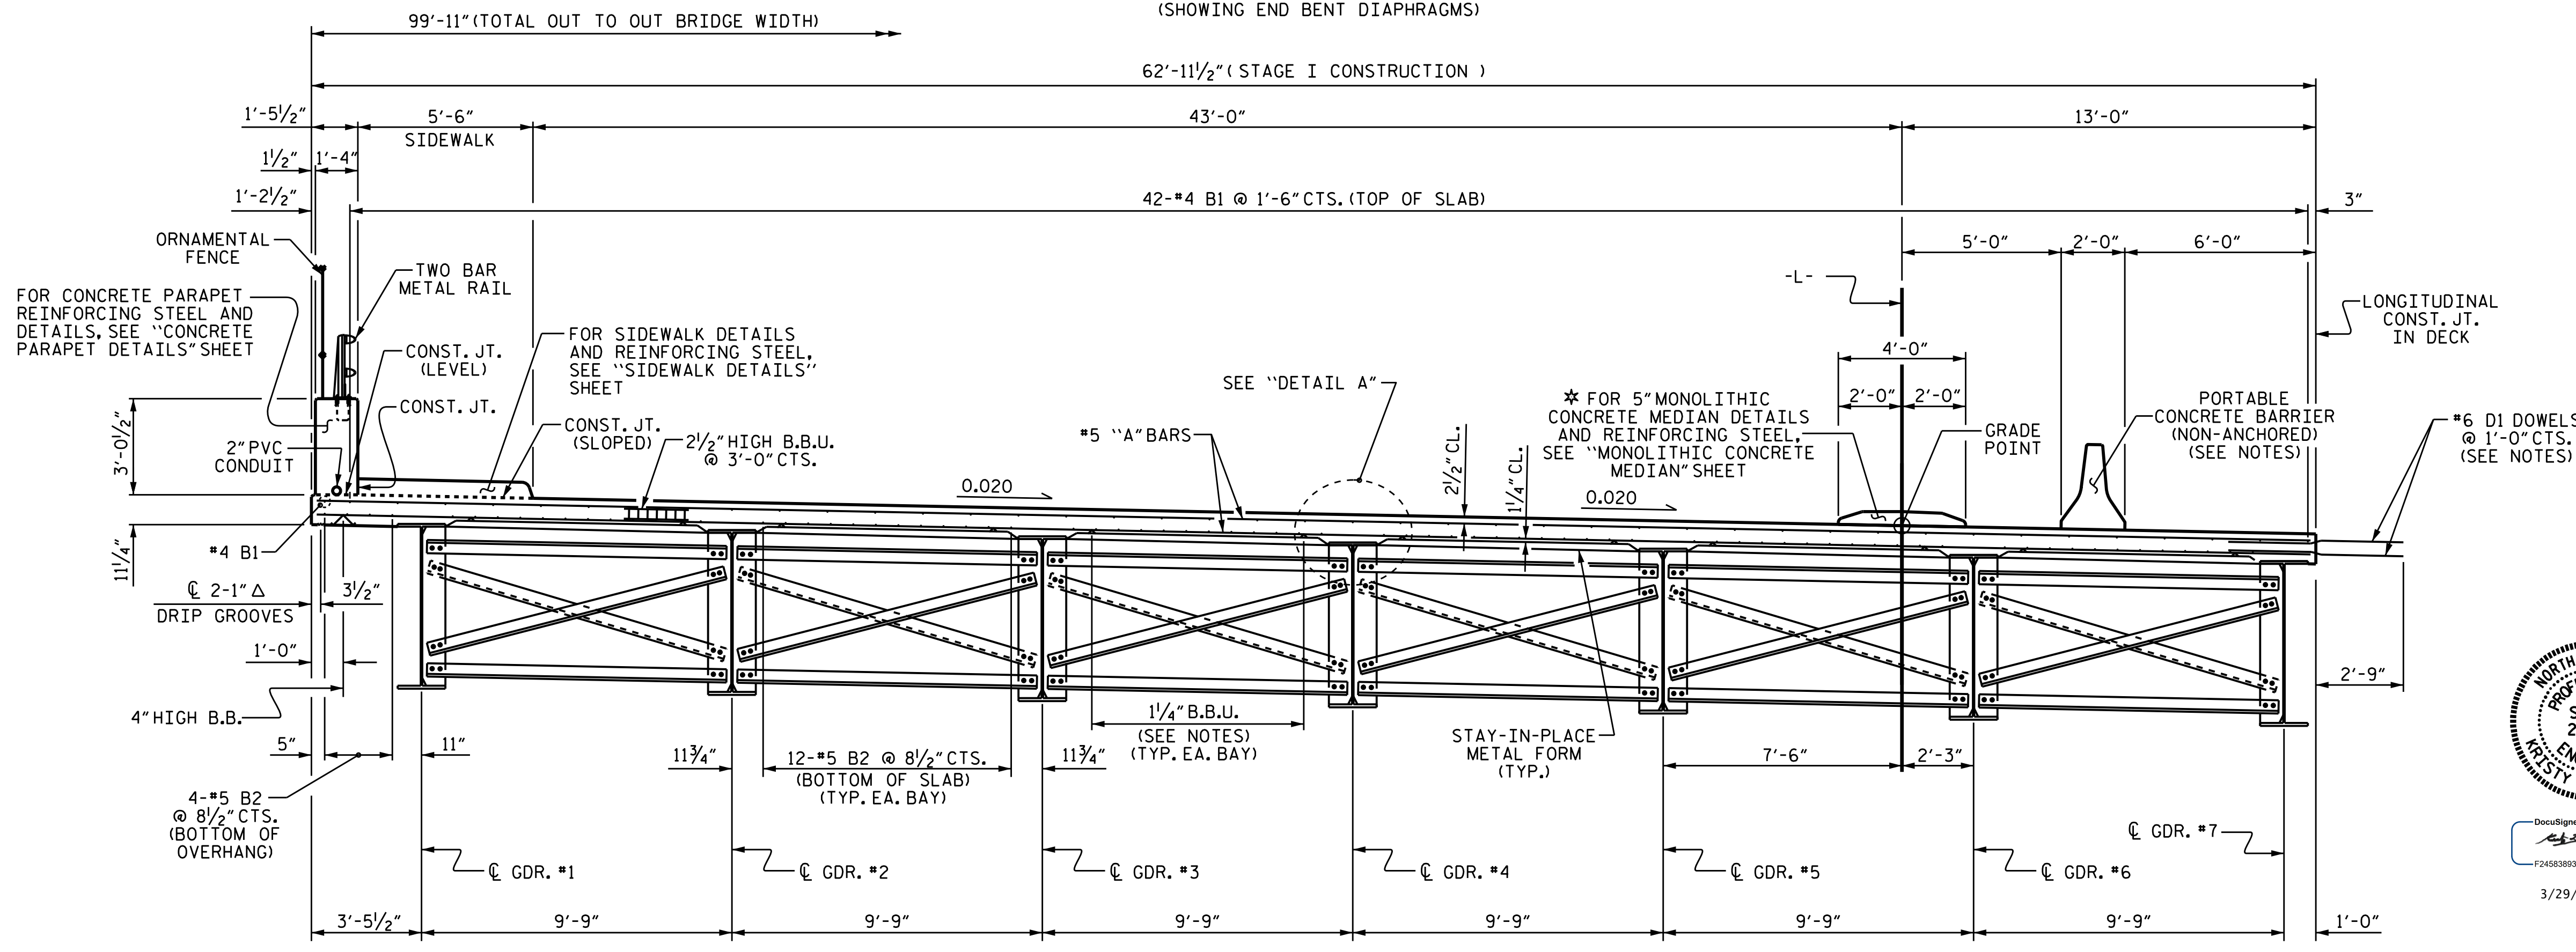 (SHOWING END BENT DIAPHRAGMS)
99'-11" (TOTAL OUT TO OUT BRIDGE WIDTH)
62'-11½" ( STAGE I CONSTRUCTION )
1'-5½"
5'-6"
SIDEWALK
43'-0"
13'-0"
1½"
1'-4"
1'-2½"
42-#4 B1 @ 1'-6" CTS. (TOP OF SLAB)
3"
5'-0"
2'-0"
6'-0"
ORNAMENTAL
FENCE
TWO BAR
METAL RAIL
-L-
FOR CONCRETE PARAPET
REINFORCING STEEL AND
DETAILS, SEE ``CONCRETE
PARAPET DETAILS" SHEET
FOR SIDEWALK DETAILS
AND REINFORCING STEEL,
SEE ``SIDEWALK DETAILS''
SHEET
CONST. JT.
(LEVEL)
CONST. JT.
CONST. JT.
(SLOPED)
2½" HIGH B.B.U.
@ 3'-0" CTS.
3'-0½"
2" PVC
CONDUIT
LONGITUDINAL
CONST. JT.
IN DECK
SEE ``DETAIL A"
4'-0"
2'-0"
2'-0"
☆ FOR 5" MONOLITHIC
CONCRETE MEDIAN DETAILS
AND REINFORCING STEEL,
SEE ``MONOLITHIC CONCRETE
MEDIAN" SHEET
PORTABLE
CONCRETE BARRIER
(NON-ANCHORED)
(SEE NOTES)
GRADE
POINT
#6 D1 DOWELS
@ 1'-0" CTS.
(SEE NOTES)
#5 ``A" BARS
2½" CL.
1¼" CL.
0.020
0.020
11¼"
#4 B1
℄ 2-1" △
DRIP GROOVES
3½"
1'-0"
4" HIGH B.B.
5"
11"
4-#5 B2
@ 8½" CTS.
(BOTTOM OF
OVERHANG)
11¾"
12-#5 B2 @ 8½" CTS.
(BOTTOM OF SLAB)
(TYP. EA. BAY)
11¾"
1¼" B.B.U.
(SEE NOTES)
(TYP. EA. BAY)
STAY-IN-PLACE
METAL FORM
(TYP.)
7'-6"
2'-3"
2'-9"
NORTH
KRISTY
DocuSigne
F24583893
3/29/
℄ GDR. #1
℄ GDR. #2
℄ GDR. #3
℄ GDR. #4
℄ GDR. #5
℄ GDR. #6
℄ GDR. #7
3'-5½"
9'-9"
9'-9"
9'-9"
9'-9"
9'-9"
9'-9"
1'-0"